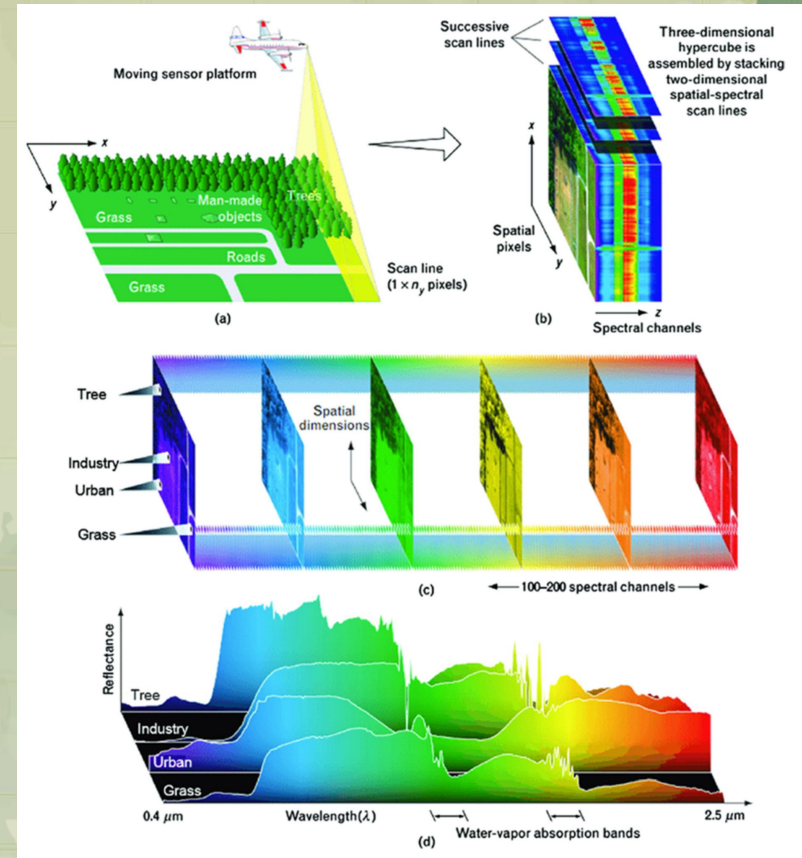 Moving sensor platform
x
y
Trees
Man-made
objects
Grass
Roads
Grass
Scan line
(1 × ny pixels)
(a)
Successive
scan lines
Three-dimensional
hypercube is
assembled by stacking
two-dimensional
spatial-spectral
scan lines
x
Spatial
pixels
y
z
Spectral channels
(b)
Tree
Industry
Urban
Grass
Spatial
dimensions
100–200 spectral channels
(c)
Reflectance
Tree
Industry
Urban
Grass
0.4 μm
Wavelength(λ)
2.5 μm
Water-vapor absorption bands
(d)